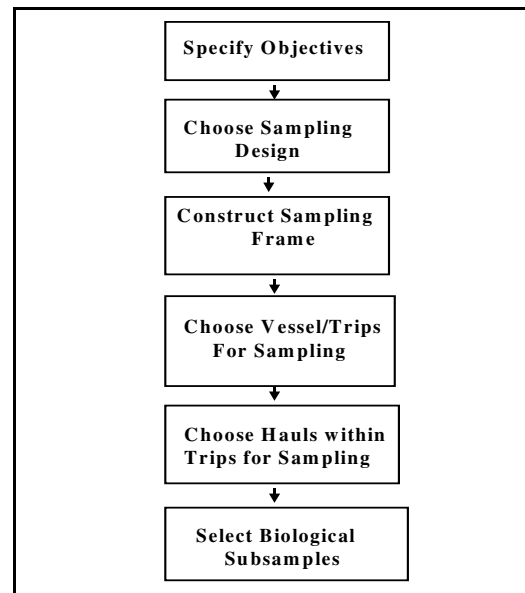 Specify Objectives
Choose Sampling
Design
Construct Sampling
Frame
Choose Vessel/Trips
For Sampling
Choose Hauls within
Trips for Sampling
Select Biological
Subsamples